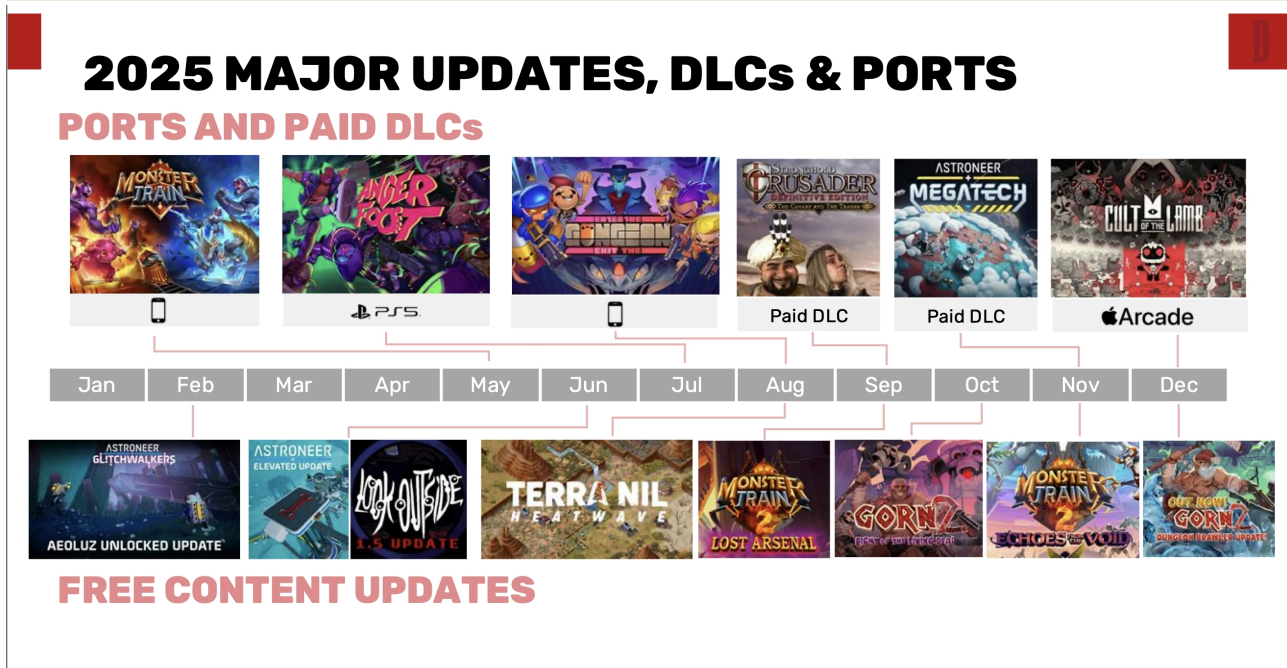 2025 MAJOR UPDATES, DLCs & PORTS
PORTS AND PAID DLCs
MONSTER
TRAIN
ANGER
FOOT
ENTER THE
GUNGEON
EXIT THE
STRONGHOLD
CRUSADER
DEFINITIVE EDITION
THE CANARY AND THE TRADER
ASTRONEER
+
MEGATECH
CULT
OF THE
LAMB
PS5
Paid DLC
Paid DLC
Arcade
Jan Feb Mar Apr May Jun Jul Aug Sep Oct Nov Dec
ASTRONEER
GLITCHWALKERS
AEOLUZ UNLOCKED UPDATE
ASTRONEER
ELEVATED UPDATE
LOOK OUTSIDE
1.5 UPDATE
TERRA NIL
HEATWAVE
MONSTER
TRAIN
2
LOST ARSENAL
GORN 2
MONSTER
TRAIN
2
ECHOES FROM THE VOID
OUT NOW!
GORN 2
DUNGEON BRAWLER UPDATE!
FREE CONTENT UPDATES